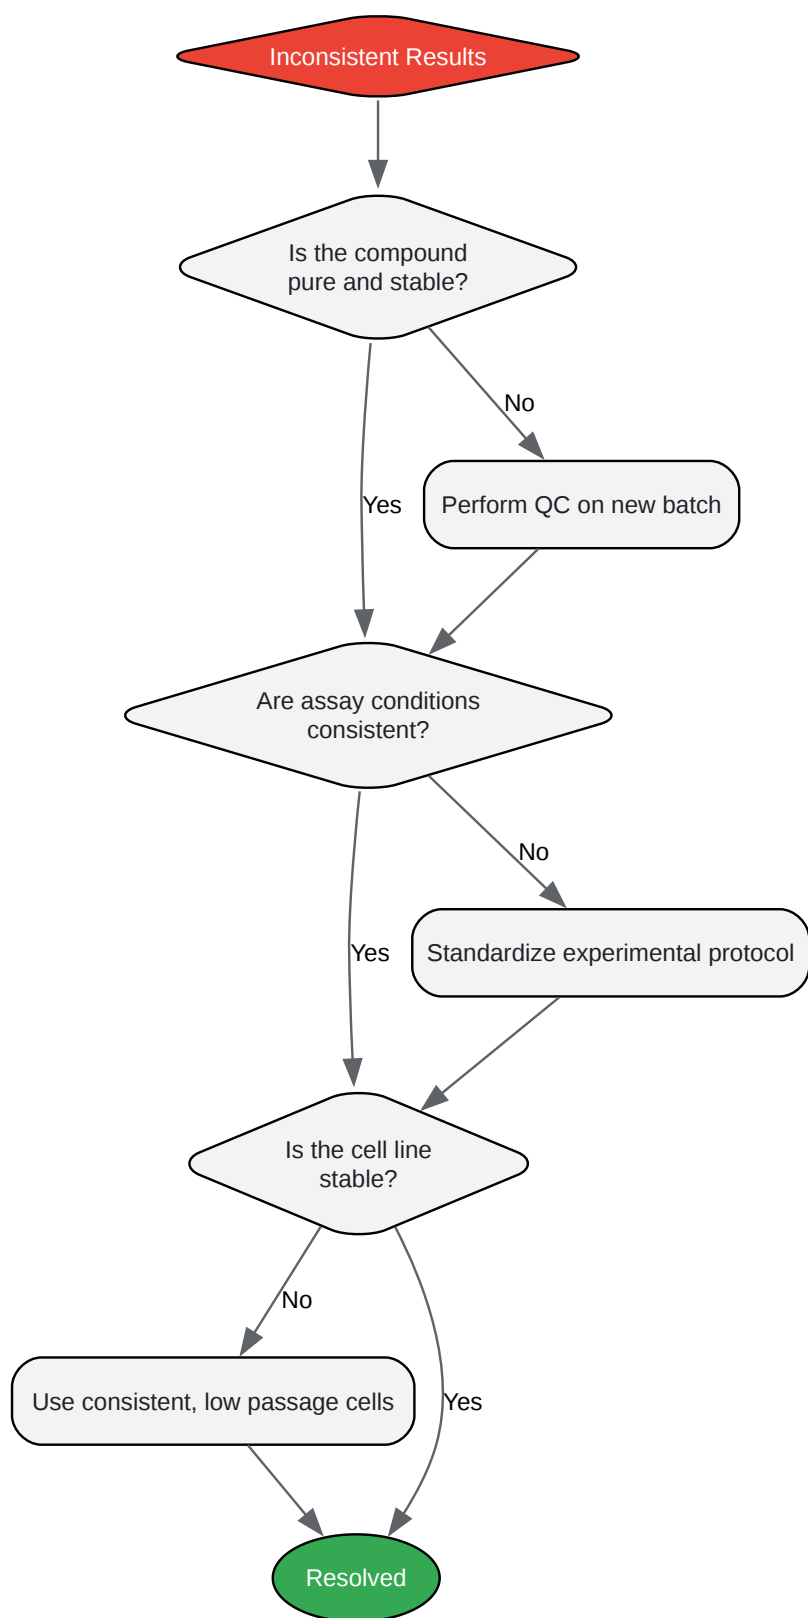 Inconsistent Results
Is the compound
pure and stable?
No
Yes
Perform QC on new batch
Are assay conditions
consistent?
No
Yes
Standardize experimental protocol
Is the cell line
stable?
No
Use consistent, low passage cells
Yes
Resolved